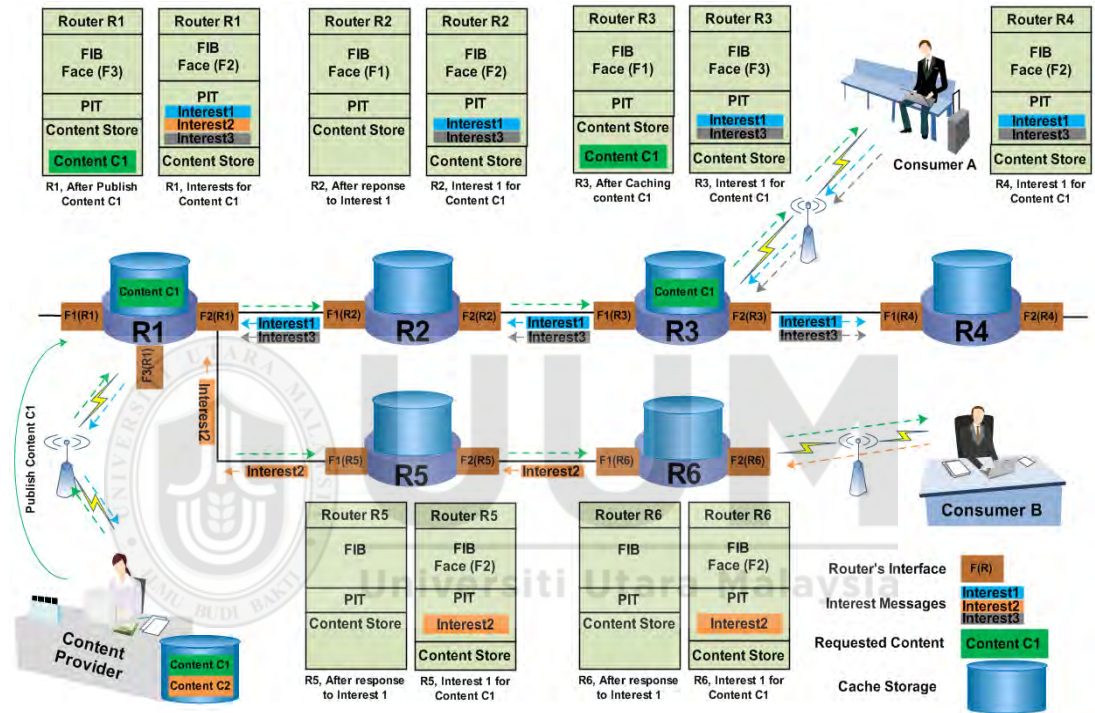 Router R1
FIB
Face (F3)
PIT
Content Store
Content C1
R1, After Publish
Content C1
Router R1
FIB
Face (F2)
PIT
Interest1
Interest2
Interest3
Content Store
R1, Interests for
Content C1
Router R2
FIB
Face (F1)
PIT
Content Store
R2, After reponse
to Interest 1
Router R2
FIB
Face (F2)
PIT
Interest1
Interest3
Content Store
R2, Interest 1 for
Content C1
Router R3
FIB
Face (F1)
PIT
Content Store
Content C1
R3, After Caching
content C1
Router R3
FIB
Face (F3)
PIT
Interest1
Interest3
Content Store
R3, Interest 1 for
Content C1
Consumer A
Router R4
FIB
Face (F2)
PIT
Interest1
Interest3
Content Store
R4, Interest 1 for
Content C1
F1(R1)
Content C1
R1
F2(R1)
F3(R1)
Interest1
Interest3
F1(R2)
R2
F2(R2)
Interest1
Interest3
F1(R3)
Content C1
R3
F2(R3)
Interest1
Interest3
F1(R4)
R4
F2(R4)
Interest2
Interest2
F1(R5)
R5
F2(R5)
Interest2
F1(R6)
R6
F2(R6)
Consumer B
Publish Content C1
Content
Provider
Content C1
Content C2
UNIVERSITI UTARA MALAYSIA
ILMU BUDI BAKTI
UUM
Universiti Utara Malaysia
Router R5
FIB
PIT
Content Store
R5, After response
to Interest 1
Router R5
FIB
Face (F2)
PIT
Interest2
Content Store
R5, Interest 1 for
Content C1
Router R6
FIB
PIT
Content Store
R6, After response
to Interest 1
Router R6
FIB
Face (F2)
PIT
Interest2
Content Store
R6, Interest 1 for
Content C1
Router's Interface
F(R)
Interest Messages
Interest1
Interest2
Interest3
Requested Content
Content C1
Cache Storage